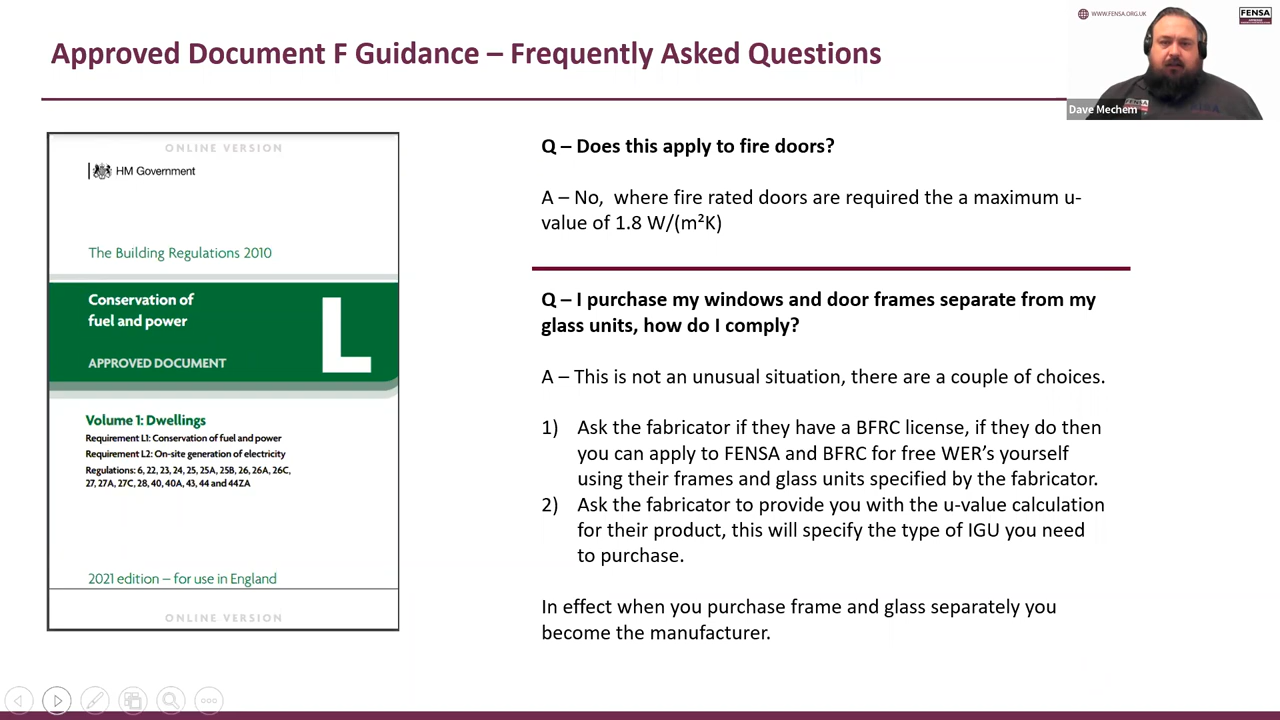 WWW.FENSA.ORG.UK
FENSA
Approved Document F Guidance – Frequently Asked Questions
Dave Mechem
FENSA
ONLINE VERSION
HM Government
The Building Regulations 2010
Conservation of
fuel and power
L
APPROVED DOCUMENT
Volume 1: Dwellings
Requirement L1: Conservation of fuel and power
Requirement L2: On-site generation of electricity
Regulations: 6, 22, 23, 24, 25, 25A, 25B, 26, 26A, 26C,
27, 27A, 27C, 28, 40, 40A, 43, 44 and 44ZA
2021 edition – for use in England
ONLINE VERSION
Q – Does this apply to fire doors?
A – No, where fire rated doors are required the a maximum u-
value of 1.8 W/(m²K)
Q – I purchase my windows and door frames separate from my
glass units, how do I comply?
A – This is not an unusual situation, there are a couple of choices.
1) Ask the fabricator if they have a BFRC license, if they do then
you can apply to FENSA and BFRC for free WER’s yourself
using their frames and glass units specified by the fabricator.
2) Ask the fabricator to provide you with the u-value calculation
for their product, this will specify the type of IGU you need
to purchase.
In effect when you purchase frame and glass separately you
become the manufacturer.